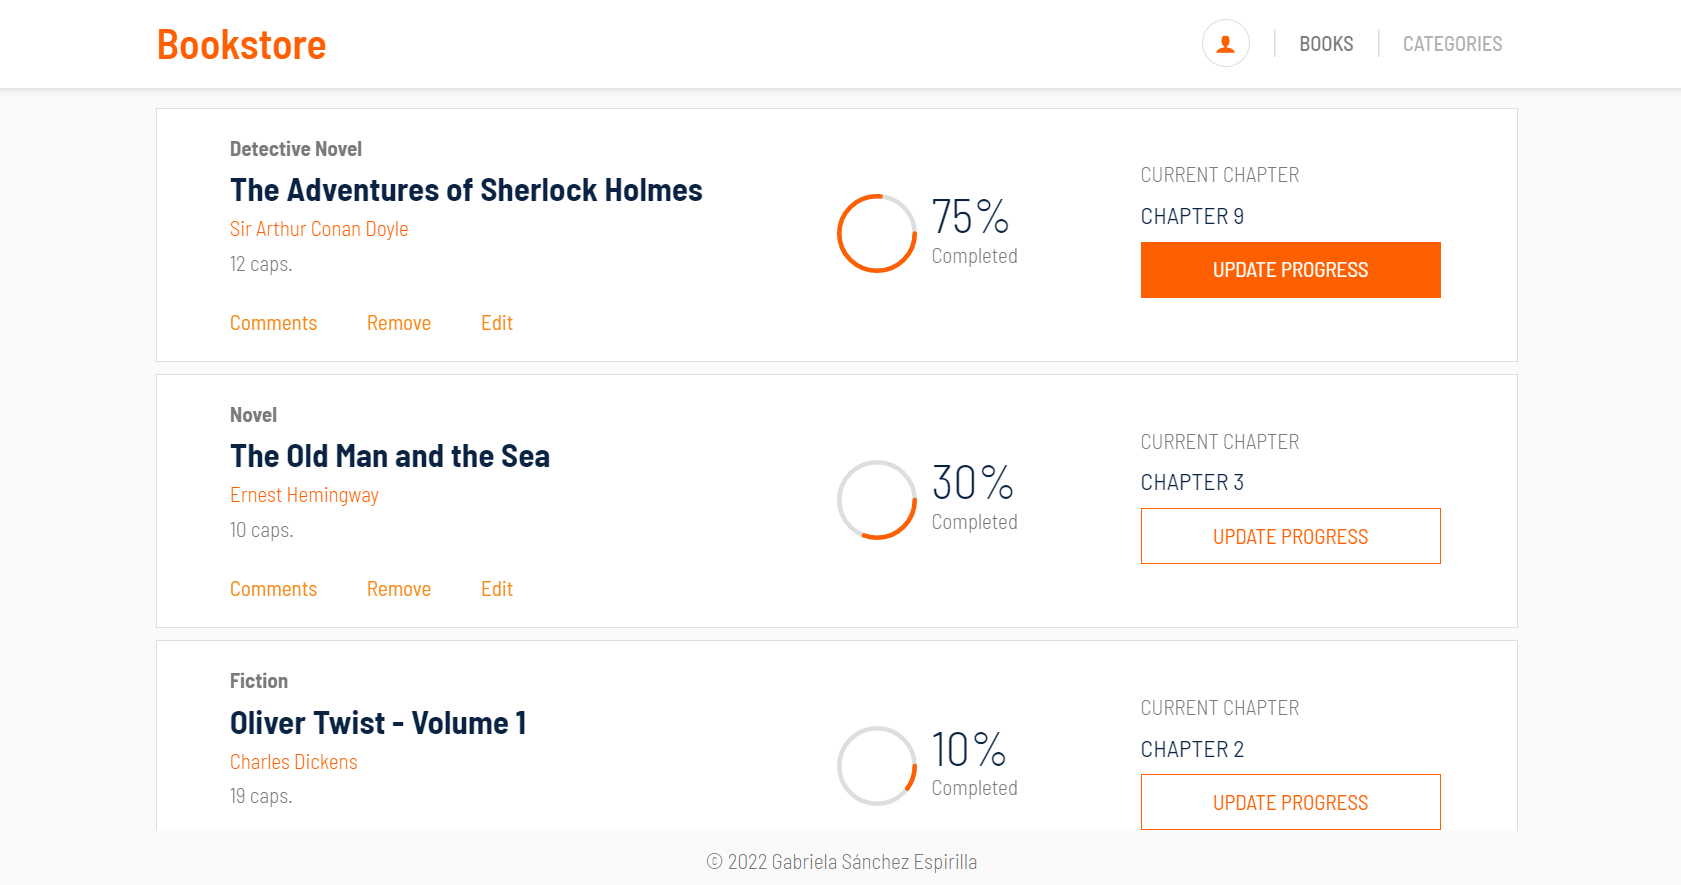 Bookstore
BOOKS
CATEGORIES
Detective Novel
The Adventures of Sherlock Holmes
Sir Arthur Conan Doyle
12 caps.
Comments Remove Edit
75%
Completed
CURRENT CHAPTER
CHAPTER 9
UPDATE PROGRESS
Novel
The Old Man and the Sea
Ernest Hemingway
10 caps.
Comments Remove Edit
30%
Completed
CURRENT CHAPTER
CHAPTER 3
UPDATE PROGRESS
Fiction
Oliver Twist - Volume 1
Charles Dickens
19 caps.
10%
Completed
CURRENT CHAPTER
CHAPTER 2
UPDATE PROGRESS
© 2022 Gabriela Sánchez Espirilla